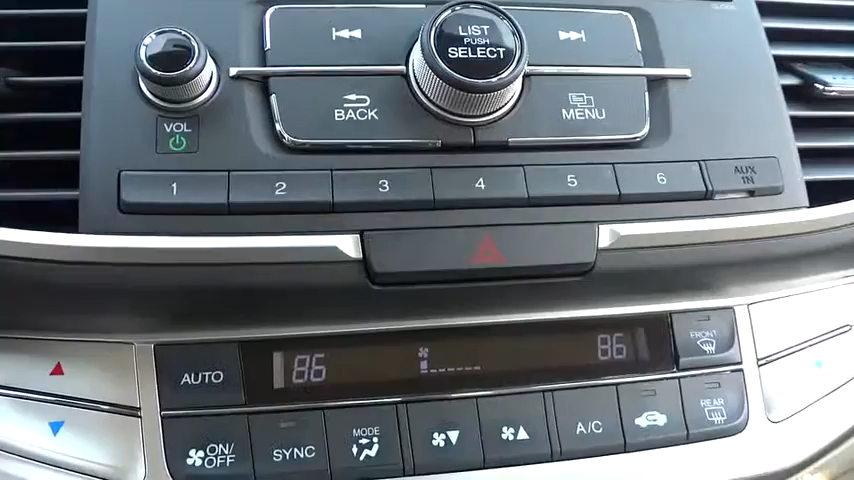 LIST
PUSH
SELECT
BACK
MENU
VOL
1 2 3 4 5 6 AUX IN
FRONT
AUTO 86 86
ON/OFF SYNC MODE A/C REAR